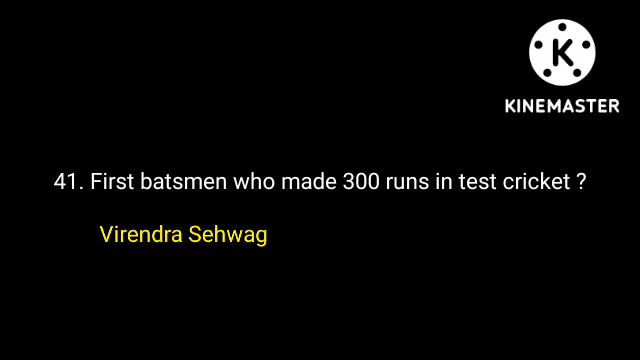 K
KINEMASTER
41. First batsmen who made 300 runs in test cricket ?
Virendra Sehwag